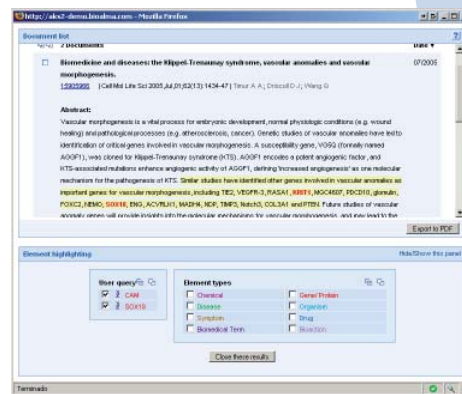 http://aks2-demo.bioalma.com - Mozilla Firefox
Document list
2 Documents
Date
Biomedicine and diseases: the Klippel-Trenaunay syndrome, vascular anomalies and vascular
07/2005
morphogenesis.
15905966 | (Cell Mol Life Sci 2005,Jul,01;62(13):1434-47) | Timur A A.; Driscoll D J.; Wang Q
Abstract:
Vascular morphogenesis is a vital process for embryonic development, normal physiologic conditions (e.g. wound
healing) and pathological processes (e.g. atherosclerosis, cancer). Genetic studies of vascular anomalies have led to
identification of critical genes involved in vascular morphogenesis. A susceptibility gene, VG5Q (formally named
AGGF1), was cloned for Klippel-Trenaunay syndrome (KTS). AGGF1 encodes a potent angiogenic factor, and
KTS-associated mutations enhance angiogenic activity of AGGF1, defining 'increased angiogenesis' as one molecular
mechanism for the pathogenesis of KTS. Similar studies have identified other genes involved in vascular anomalies as
important genes for vascular morphogenesis, including TIE2, VEGFR-3, RASA1, KRIT1, MGC4607, PDCD10, glomulin,
FOXC2, NEMO, SOX18, ENG, ACVRLK1, MADH4, NDP, TIMP3, Notch3, COL3A1 and PTEN. Future studies of vascular
anomaly genes will provide insights into the molecular mechanisms for vascular morphogenesis, and may lead to the
Export to PDF
Element highlighting
Hide/Show this panel
User query
Element types
CAM
SOX18
Chemical
Gene/ Protein
Disease
Organism
Symptom
Drug
Biomedical Term
Bioaction
Close these results
Terminado